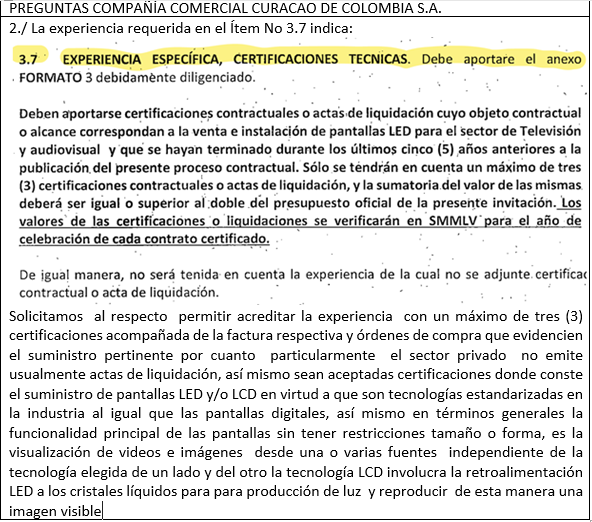 PREGUNTAS COMPAÑÍA COMERCIAL CURACAO DE COLOMBIA S.A.
2./ La experiencia requerida en el Ítem No 3.7 indica:
3.7 EXPERIENCIA ESPECÍFICA, CERTIFICACIONES TECNICAS. Debe aportare el anexo
FORMATO 3 debidamente diligenciado.
Deben aportarse certificaciones contractuales o actas de liquidación cuyo objeto contractual
o alcance correspondan a la venta e instalación de pantallas LED para el sector de Televisión
y audiovisual y que se hayan terminado durante los últimos cinco (5) años anteriores a la
publicación del presente proceso contractual. Sólo se tendrán en cuenta un máximo de tres
(3) certificaciones contractuales o actas de liquidación, y la sumatoria del valor de las mismas
deberá ser igual o superior al doble del presupuesto oficial de la presente invitación. Los
valores de las certificaciones o liquidaciones se verificarán en SMMLV para el año de
celebración de cada contrato certificado.
De igual manera, no será tenida en cuenta la experiencia de la cual no se adjunte certificac
contractual o acta de liquidación.
Solicitamos al respecto permitir acreditar la experiencia con un máximo de tres (3)
certificaciones acompañada de la factura respectiva y órdenes de compra que evidencien
el suministro pertinente por cuanto particularmente el sector privado no emite
usualmente actas de liquidación, así mismo sean aceptadas certificaciones donde conste
el suministro de pantallas LED y/o LCD en virtud a que son tecnologías estandarizadas en
la industria al igual que las pantallas digitales, así mismo en términos generales la
funcionalidad principal de las pantallas sin tener restricciones tamaño o forma, es la
visualización de videos e imágenes desde una o varias fuentes independiente de la
tecnología elegida de un lado y del otro la tecnología LCD involucra la retroalimentación
LED a los cristales líquidos para para producción de luz y reproducir de esta manera una
imagen visible